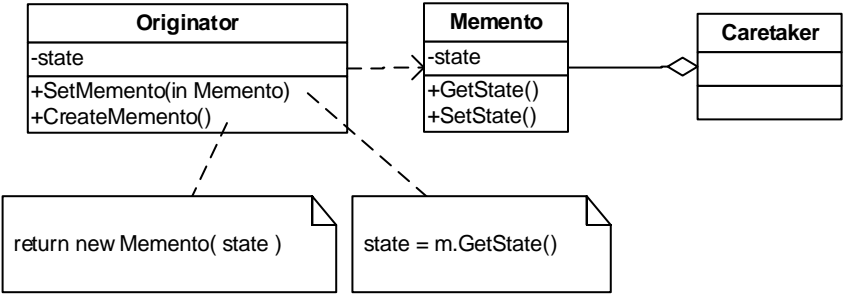 Originator
-state
+SetMemento(in Memento)
+CreateMemento()
Memento
-state
+GetState()
+SetState()
Caretaker
return new Memento( state )
state = m.GetState()